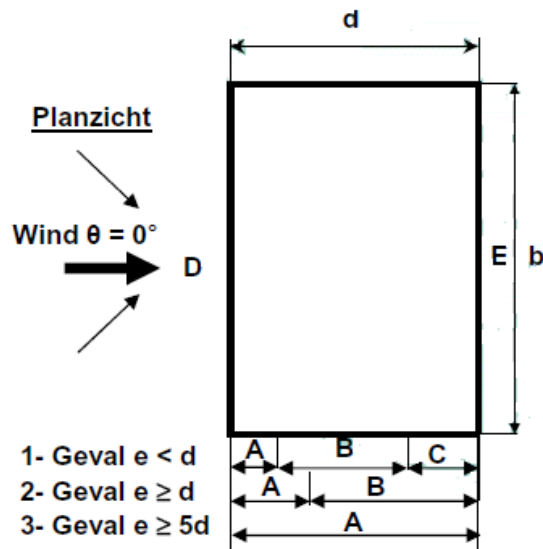 d
Planzicht
Wind θ = 0°
D
E b
A B C
1- Geval e < d
A B
2- Geval e ≥ d
3- Geval e ≥ 5d
A